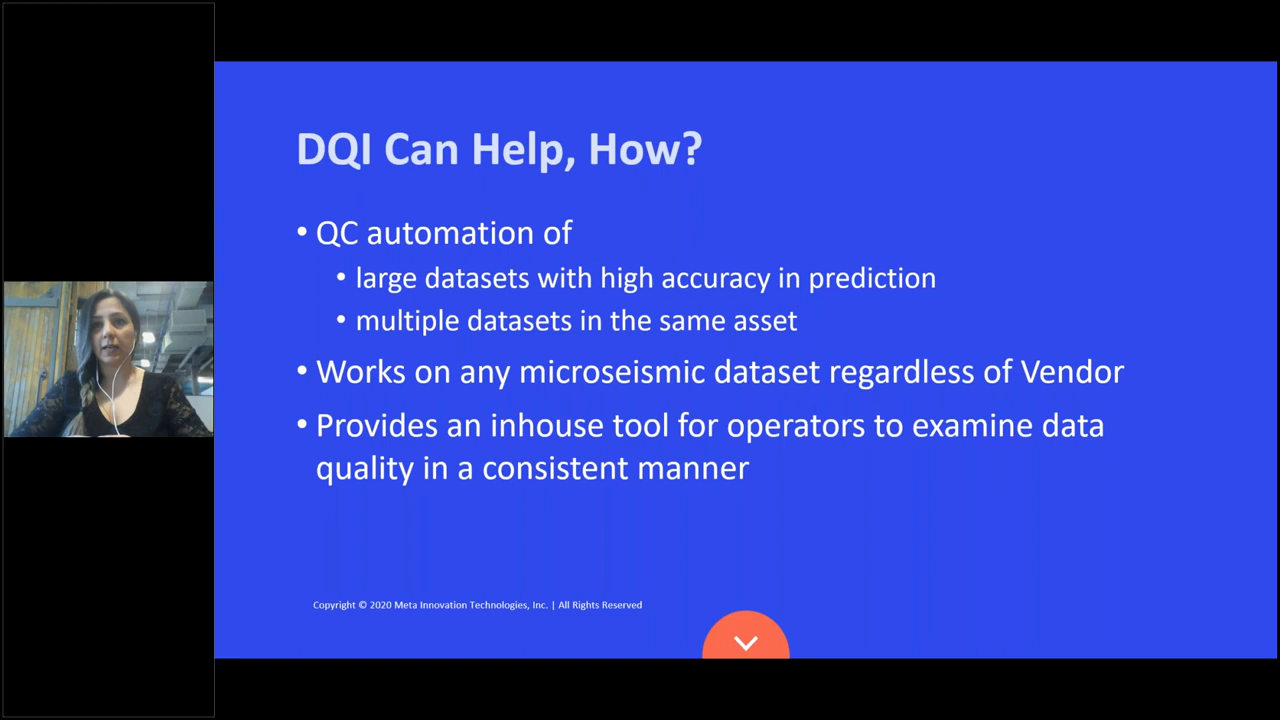 DQI Can Help, How?
• QC automation of
• large datasets with high accuracy in prediction
• multiple datasets in the same asset
• Works on any microseismic dataset regardless of Vendor
• Provides an inhouse tool for operators to examine data
quality in a consistent manner
Copyright © 2020 Meta Innovation Technologies, Inc. | All Rights Reserved